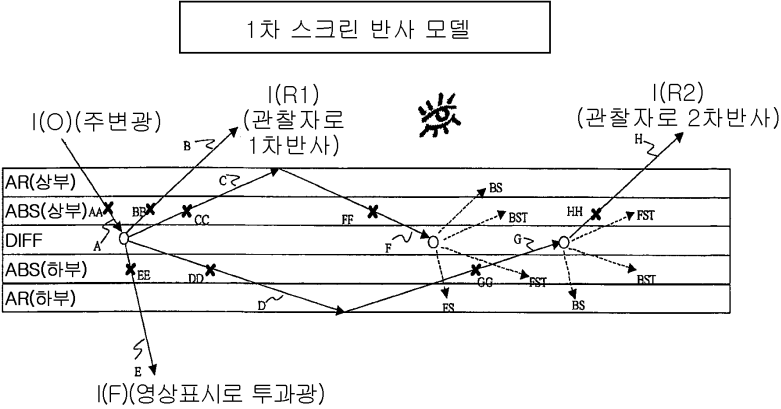 1차 스크린 반사 모델
I(R1)
(관찰자로
1차반사)
I(O)(주변광)
I(R2)
(관찰자로 2차반사)
B
H
C
AR(상부)
BS
ABS(상부)
AA
BB
CC
FF
BST
HH
FST
DIFF
A
F
G
ABS(하부)
EE
DD
GG
FST
BST
AR(하부)
D
FS
BS
E
I(F)(영상표시로 투과광)